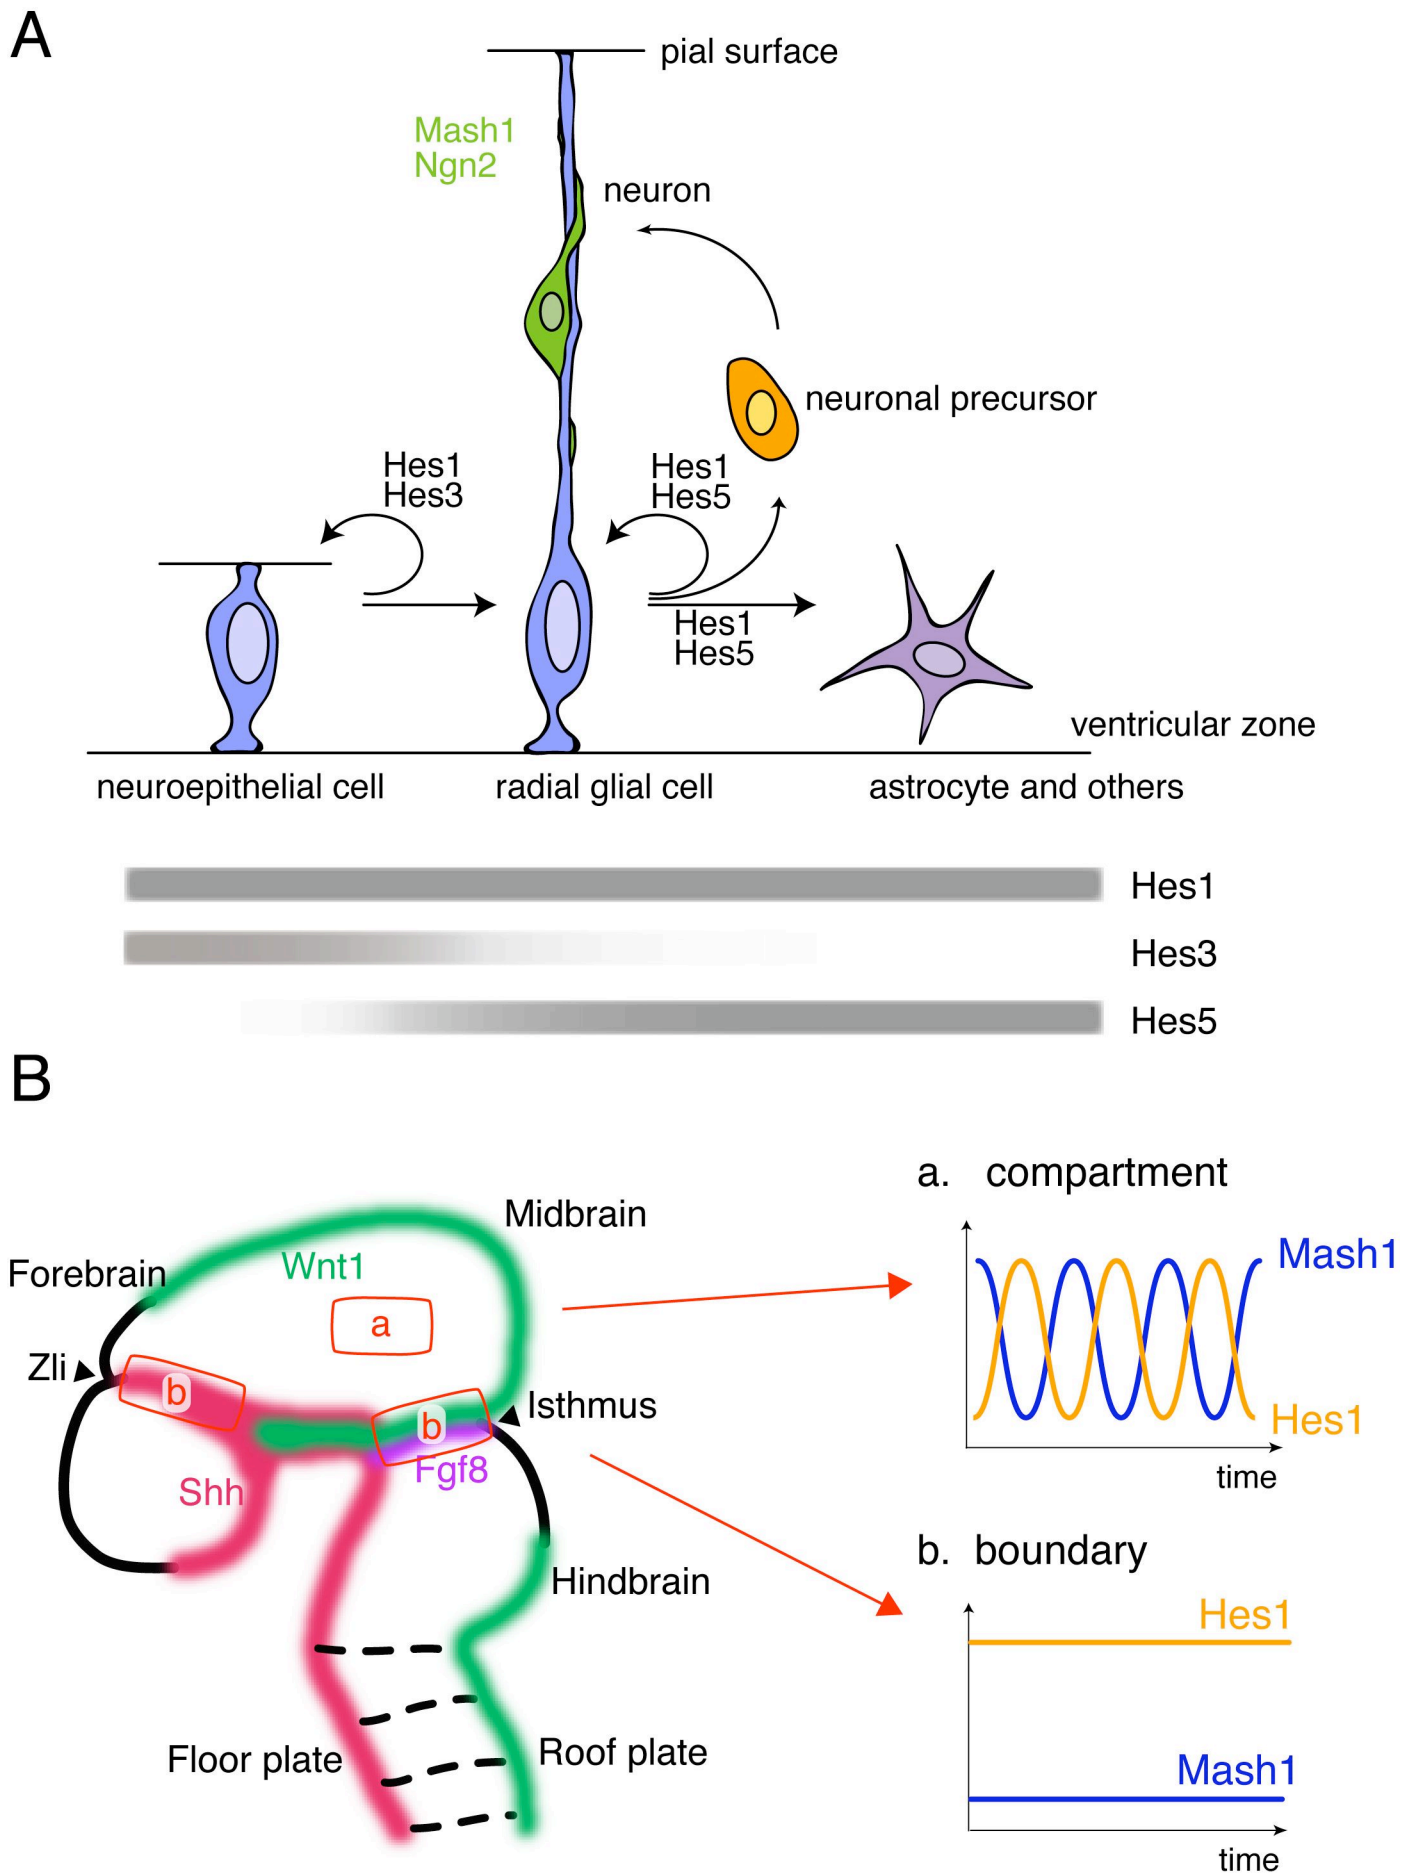 A
pial surface
Mash1
Ngn2
neuron
neuronal precursor
Hes1
Hes3
Hes1
Hes5
Hes1
Hes5
ventricular zone
neuroepithelial cell
radial glial cell
astrocyte and others
Hes1
Hes3
Hes5
B
a. compartment
Midbrain
Wnt1
Forebrain
Mash1
a
Zli
b
Isthmus
b
Hes1
Fgf8
time
Shh
b. boundary
Hindbrain
Hes1
Floor plate
Roof plate
Mash1
time